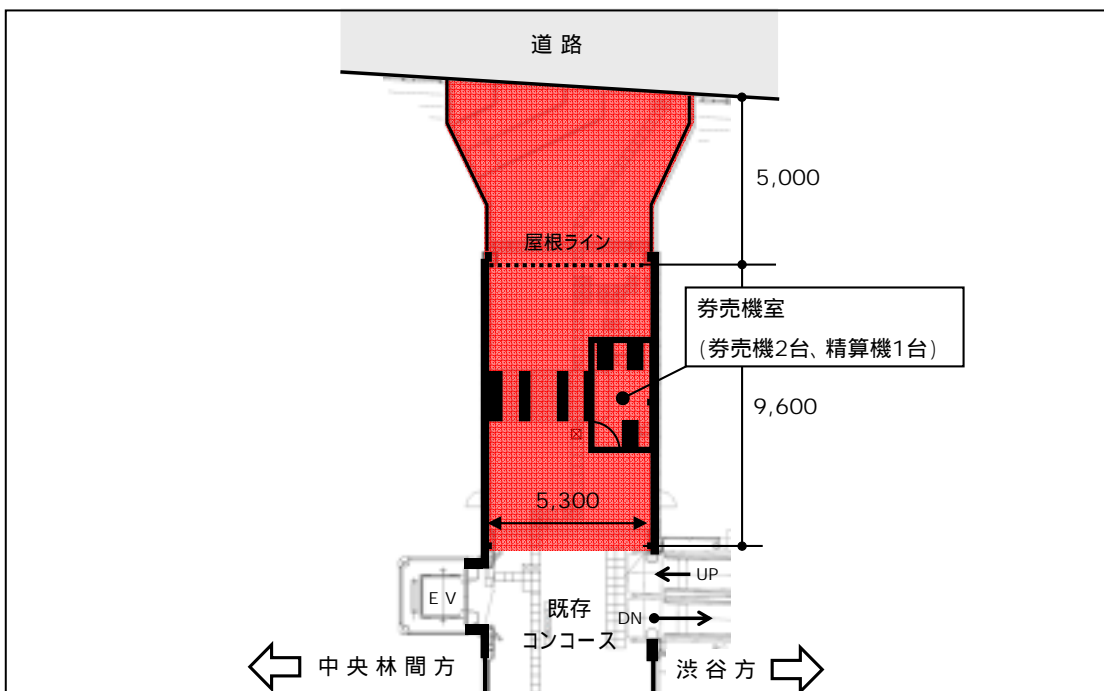 道路
5,000
屋根ライン
券売機室
(券売機2台、精算機1台)
9,600
5,300
UP
EV
既存
コンコース
DN
中央林間方
渋谷方